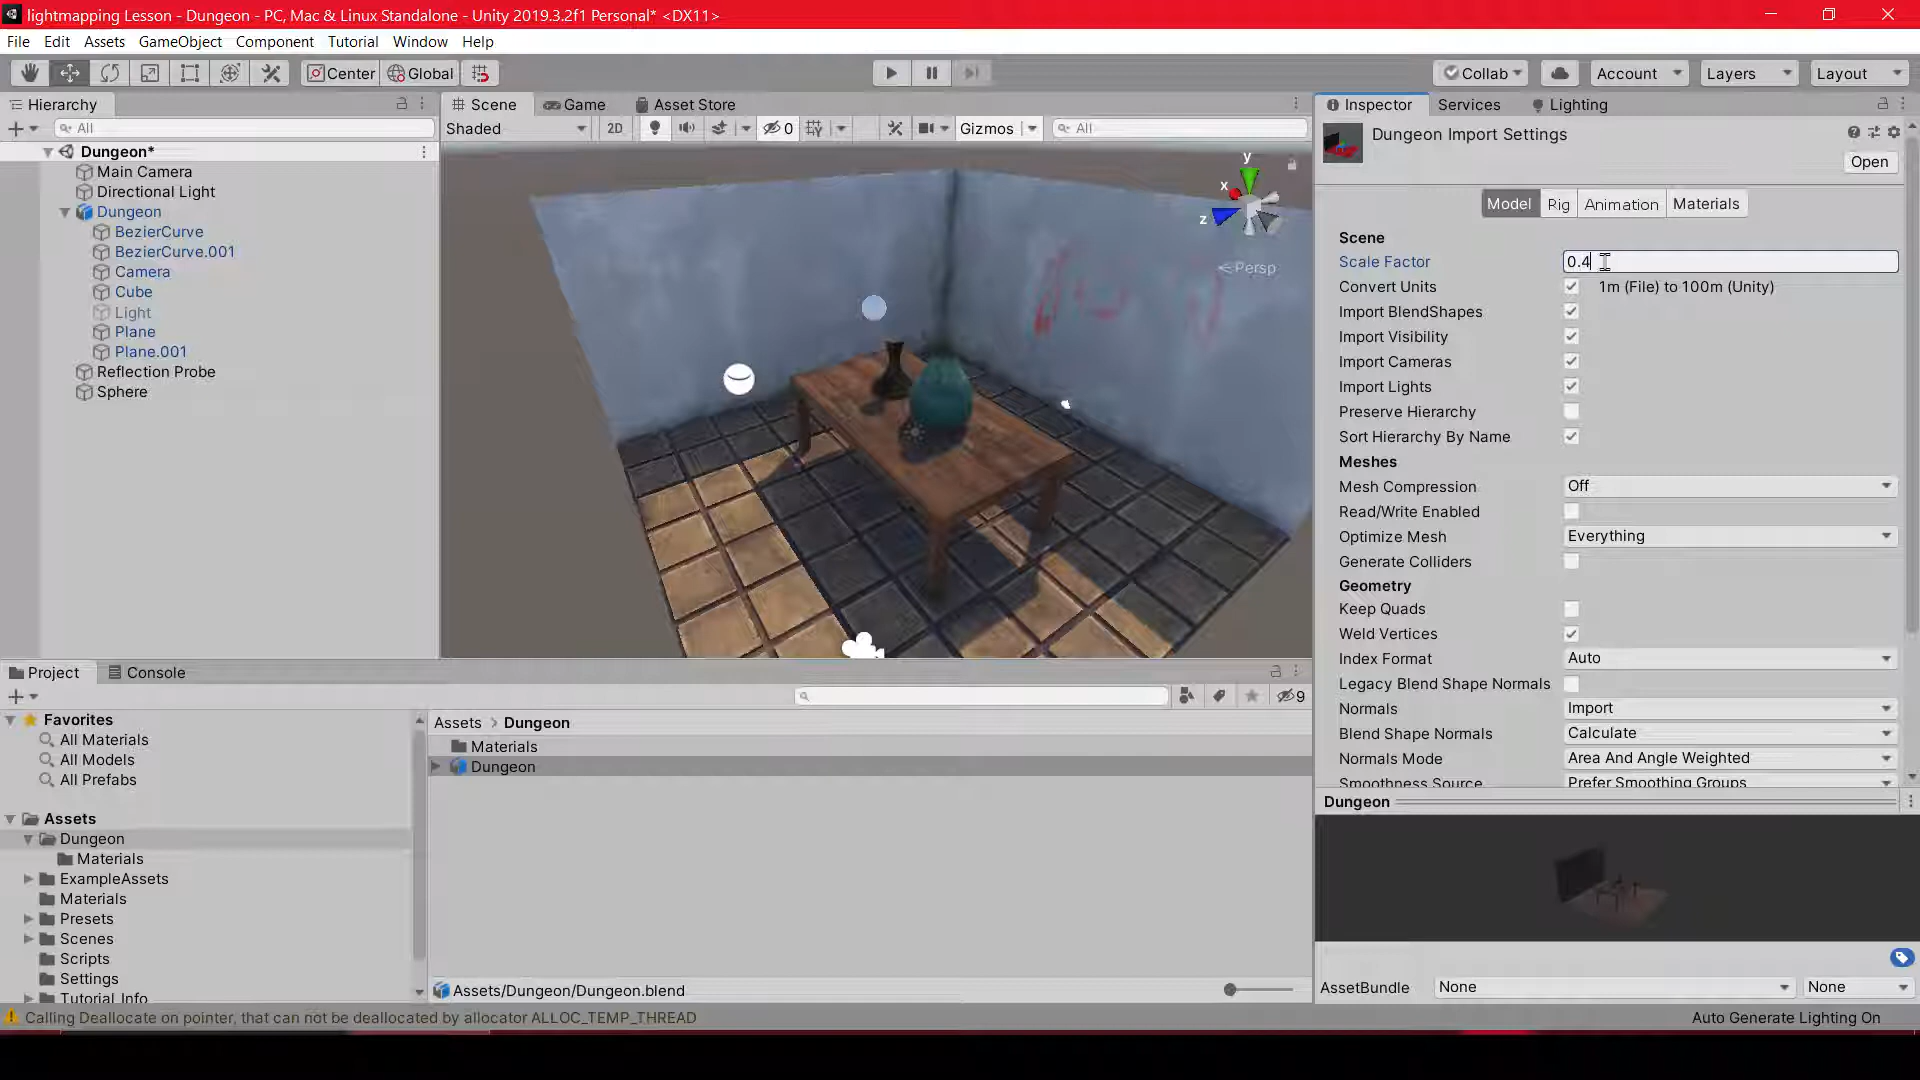 lightmapping Lesson - Dungeon - PC, Mac & Linux Standalone - Unity 2019.3.2f1 Personal* <DX11>
File Edit Assets GameObject Component Tutorial Window Help
Center Global Collab Account Layers Layout
Hierarchy
All
Dungeon*
Main Camera
Directional Light
Dungeon
BezierCurve
BezierCurve.001
Camera
Cube
Light
Plane
Plane.001
Reflection Probe
Sphere
Scene Game Asset Store
Shaded 2D 0 Gizmos All
y
x
z
Persp
Inspector Services Lighting
Dungeon Import Settings
Open
Model Rig Animation Materials
Scene
Scale Factor 0.4
Convert Units 1m (File) to 100m (Unity)
Import BlendShapes
Import Visibility
Import Cameras
Import Lights
Preserve Hierarchy
Sort Hierarchy By Name
Meshes
Mesh Compression Off
Read/Write Enabled
Optimize Mesh Everything
Generate Colliders
Geometry
Keep Quads
Weld Vertices
Index Format Auto
Legacy Blend Shape Normals
Normals Import
Blend Shape Normals Calculate
Normals Mode Area And Angle Weighted
Smoothness Source Prefer Smoothing Groups
Dungeon
AssetBundle None None
Project Console
9
Favorites
All Materials
All Models
All Prefabs
Assets
Dungeon
Materials
ExampleAssets
Materials
Presets
Scenes
Scripts
Settings
Tutorial Info
Assets > Dungeon
Materials
Dungeon
Assets/Dungeon/Dungeon.blend
Calling Deallocate on pointer, that can not be deallocated by allocator ALLOC_TEMP_THREAD
Auto Generate Lighting On